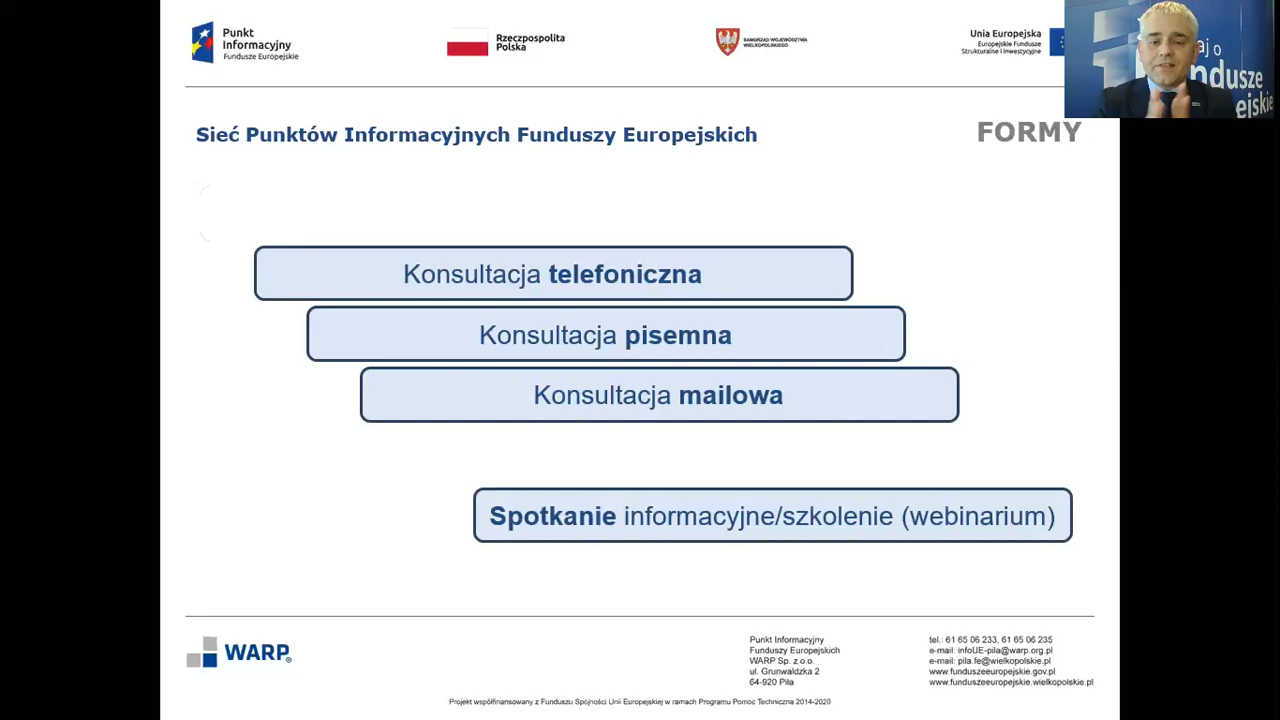 Punkt
Informacyjny
Fundusze Europejskie
Rzeczpospolita
Polska
SAMORZĄD WOJEWÓDZTWA
WIELKOPOLSKIEGO
Unia Europejska
Europejskie Fundusze
Strukturalne i Inwestycyjne
Sieć Punktów Informacyjnych Funduszy Europejskich
FORMY
Konsultacja telefoniczna
Konsultacja pisemna
Konsultacja mailowa
Spotkanie informacyjne/szkolenie (webinarium)
WARP
Punkt Informacyjny
Funduszy Europejskich
WARP Sp. z o.o.
ul. Grunwaldzka 2
64-920 Piła
tel.: 61 65 06 233, 61 65 06 235
e-mail: infoUE-pila@warp.org.pl
e-mail: pila.fe@wielkopolskie.pl
www.funduszeeuropejskie.gov.pl
www.funduszeeuropejskie.wielkopolskie.pl
Projekt współfinansowany z Funduszu Spójności Unii Europejskiej w ramach Programu Pomoc Techniczna 2014-2020